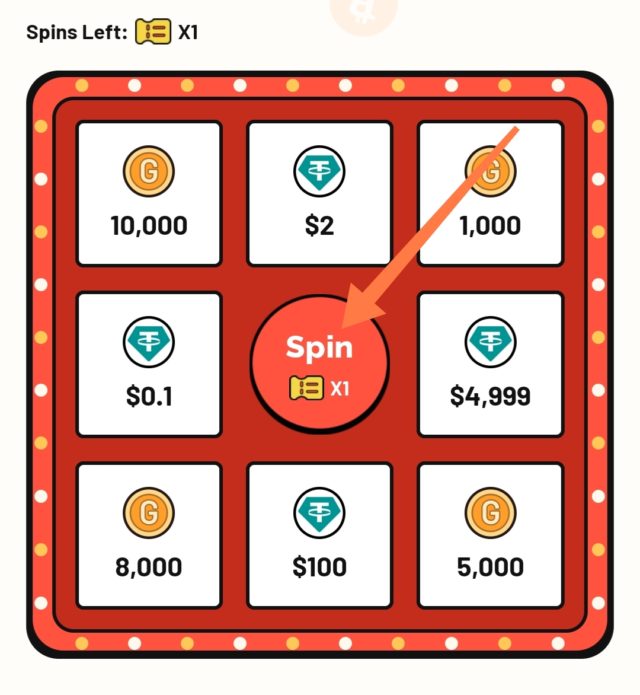 Spins Left: X1
G
10,000
T
$2
G
1,000
T
$0.1
Spin
X1
T
$4,999
G
8,000
T
$100
G
5,000